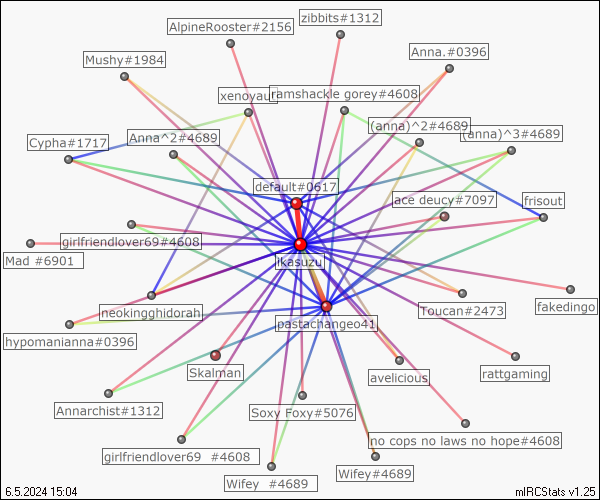 AlpineRooster#2156
zibbits#1312
Anna.#0396
Mushy#1984
xenoyaul
ramshackle gorey#4608
(anna)^2#4689
(anna)^3#4689
Cypha#1717
Anna^2#4689
default#0617
ace deucy#7097
frisout
girlfriendlover69#4608
Mad #6901
ikasuzu
fakedingo
neokingghidorah
Toucan#2473
pastachangeo41
hypomanianna#0396
rattgaming
Skalman
avelicious
Annarchist#1312
Soxy Foxy#5076
no cops no laws no hope#4608
girlfriendlover69 #4608
Wifey #4689
Wifey#4689
6.5.2024 15:04
mIRCStats v1.25